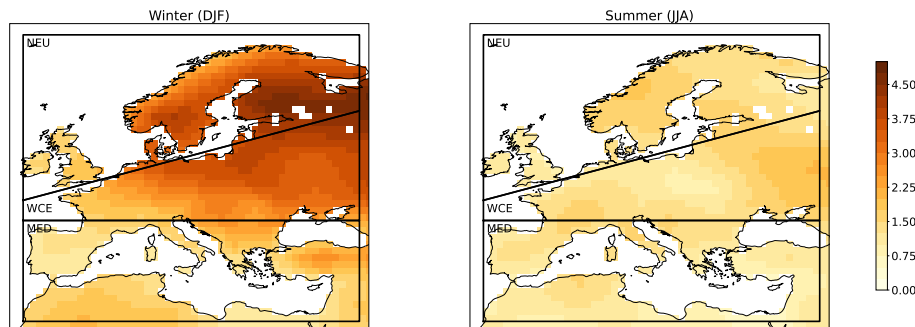 Winter (DJF)
NEU
WCE
MED
Summer (JJA)
NEU
WCE
MED
4.50
3.75
3.00
2.25
1.50
0.75
0.00